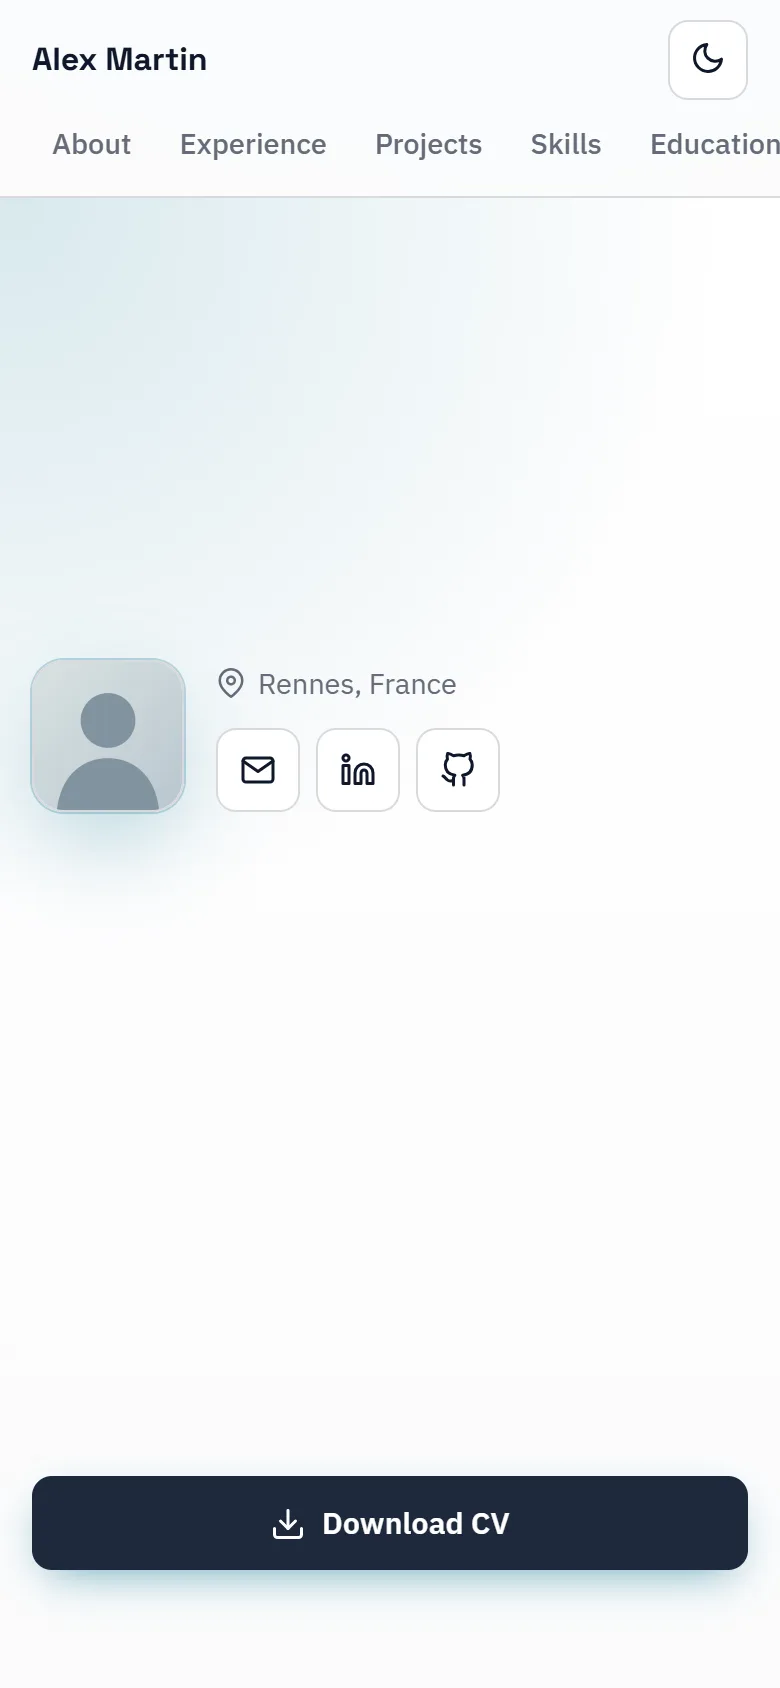 Alex Martin
About Experience Projects Skills Education
Rennes, France
Download CV